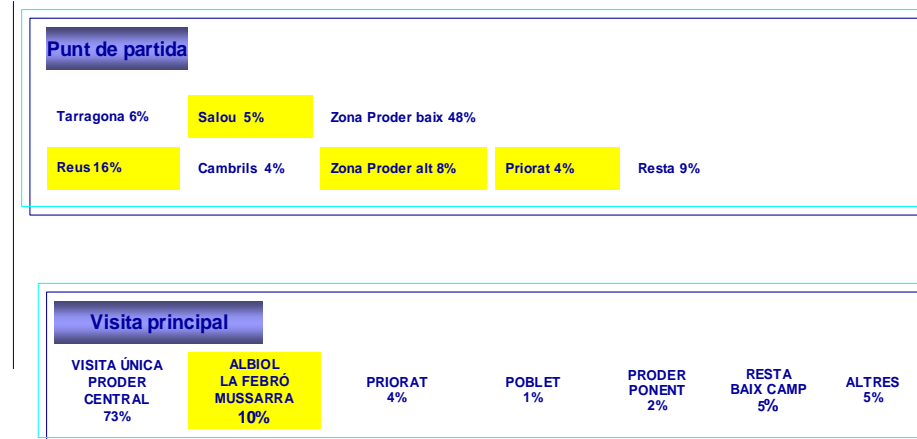 Punt de partida
Tarragona 6% Salou 5% Zona Proder baix 48%
Reus 16% Cambrils 4% Zona Proder alt 8% Priorat 4% Resta 9%
Visita principal
VISITA ÚNICA
PRODER
CENTRAL
73%
ALBIOL
LA FEBRÓ
MUSSARRA
10%
PRIORAT
4%
POBLET
1%
PRODER
PONENT
2%
RESTA
BAIX CAMP
5%
ALTRES
5%